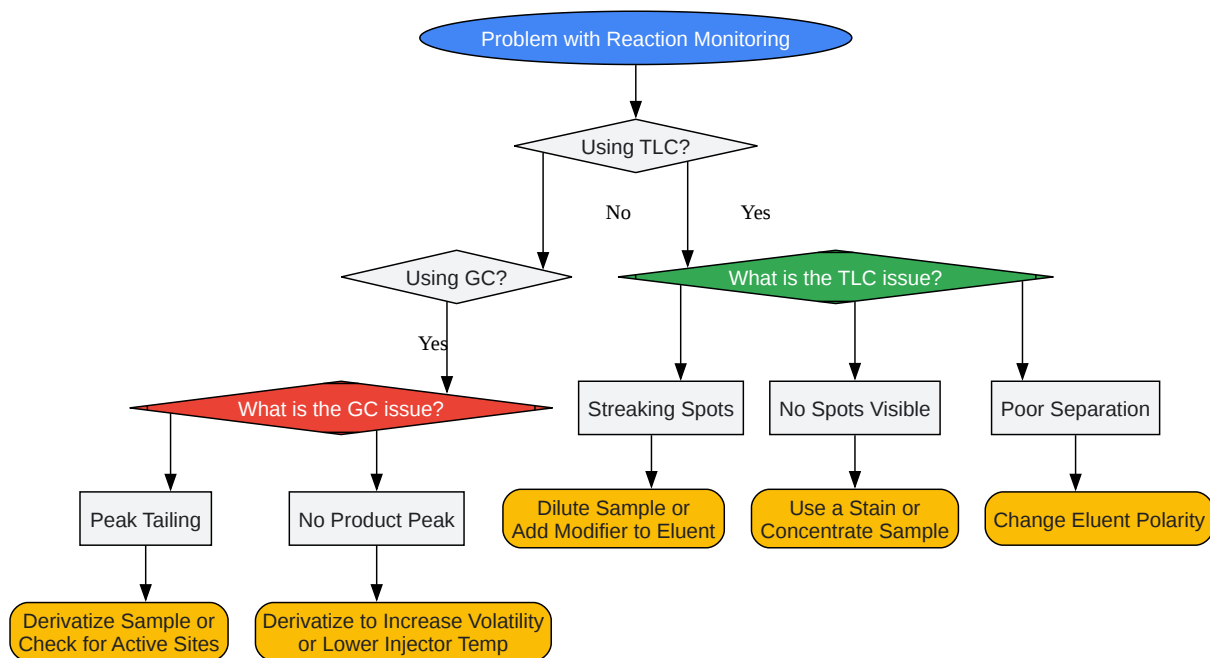 Problem with Reaction Monitoring
Using TLC?
No
Yes
Using GC?
What is the TLC issue?
Yes
What is the GC issue?
Streaking Spots
No Spots Visible
Poor Separation
Peak Tailing
No Product Peak
Dilute Sample or
Add Modifier to Eluent
Use a Stain or
Concentrate Sample
Change Eluent Polarity
Derivatize Sample or
Check for Active Sites
Derivatize to Increase Volatility
or Lower Injector Temp